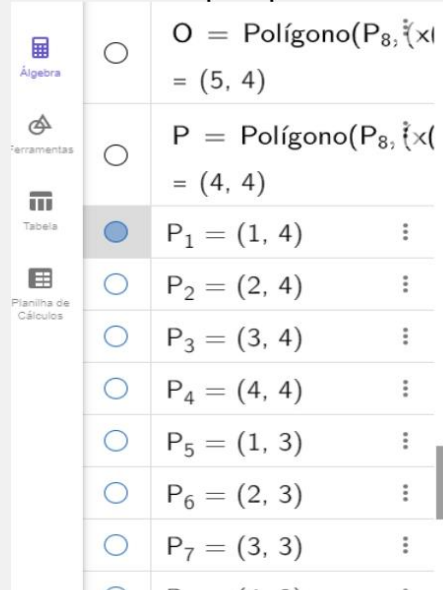 O = Polígono(P₈, (x(
= (5, 4)
Álgebra
P = Polígono(P₈, (x(
= (4, 4)
Ferramentas
P₁ = (1, 4)
Tabela
P₂ = (2, 4)
Planilha de
Cálculos
P₃ = (3, 4)
P₄ = (4, 4)
P₅ = (1, 3)
P₆ = (2, 3)
P₇ = (3, 3)